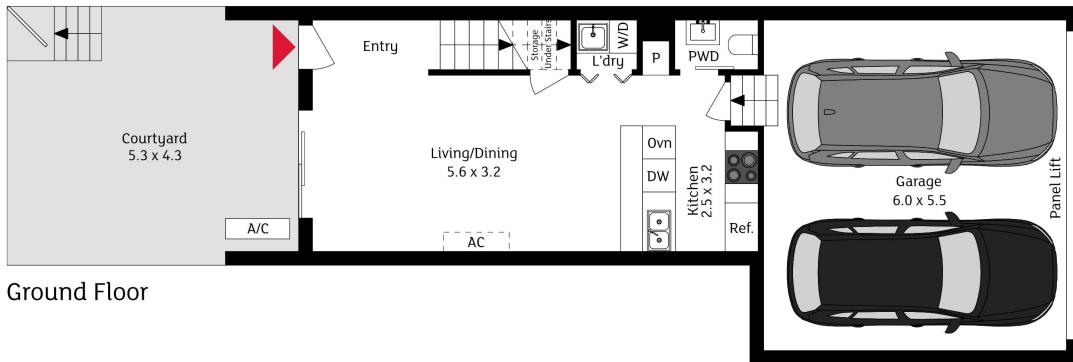 Entry
Storage
Under Stairs
W/D
L'dry
P
PWD
Courtyard
5.3 x 4.3
Living/Dining
5.6 x 3.2
Ovn
DW
Kitchen
2.5 x 3.2
Ref.
Garage
6.0 x 5.5
Panel Lift
A/C
AC
Ground Floor